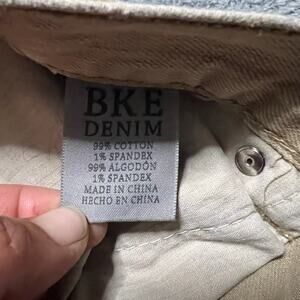 BKE
DENIM
99% COTTON
1% SPANDEX
99% ALGODÓN
1% SPANDEX
MADE IN CHINA
HECHO EN CHINA